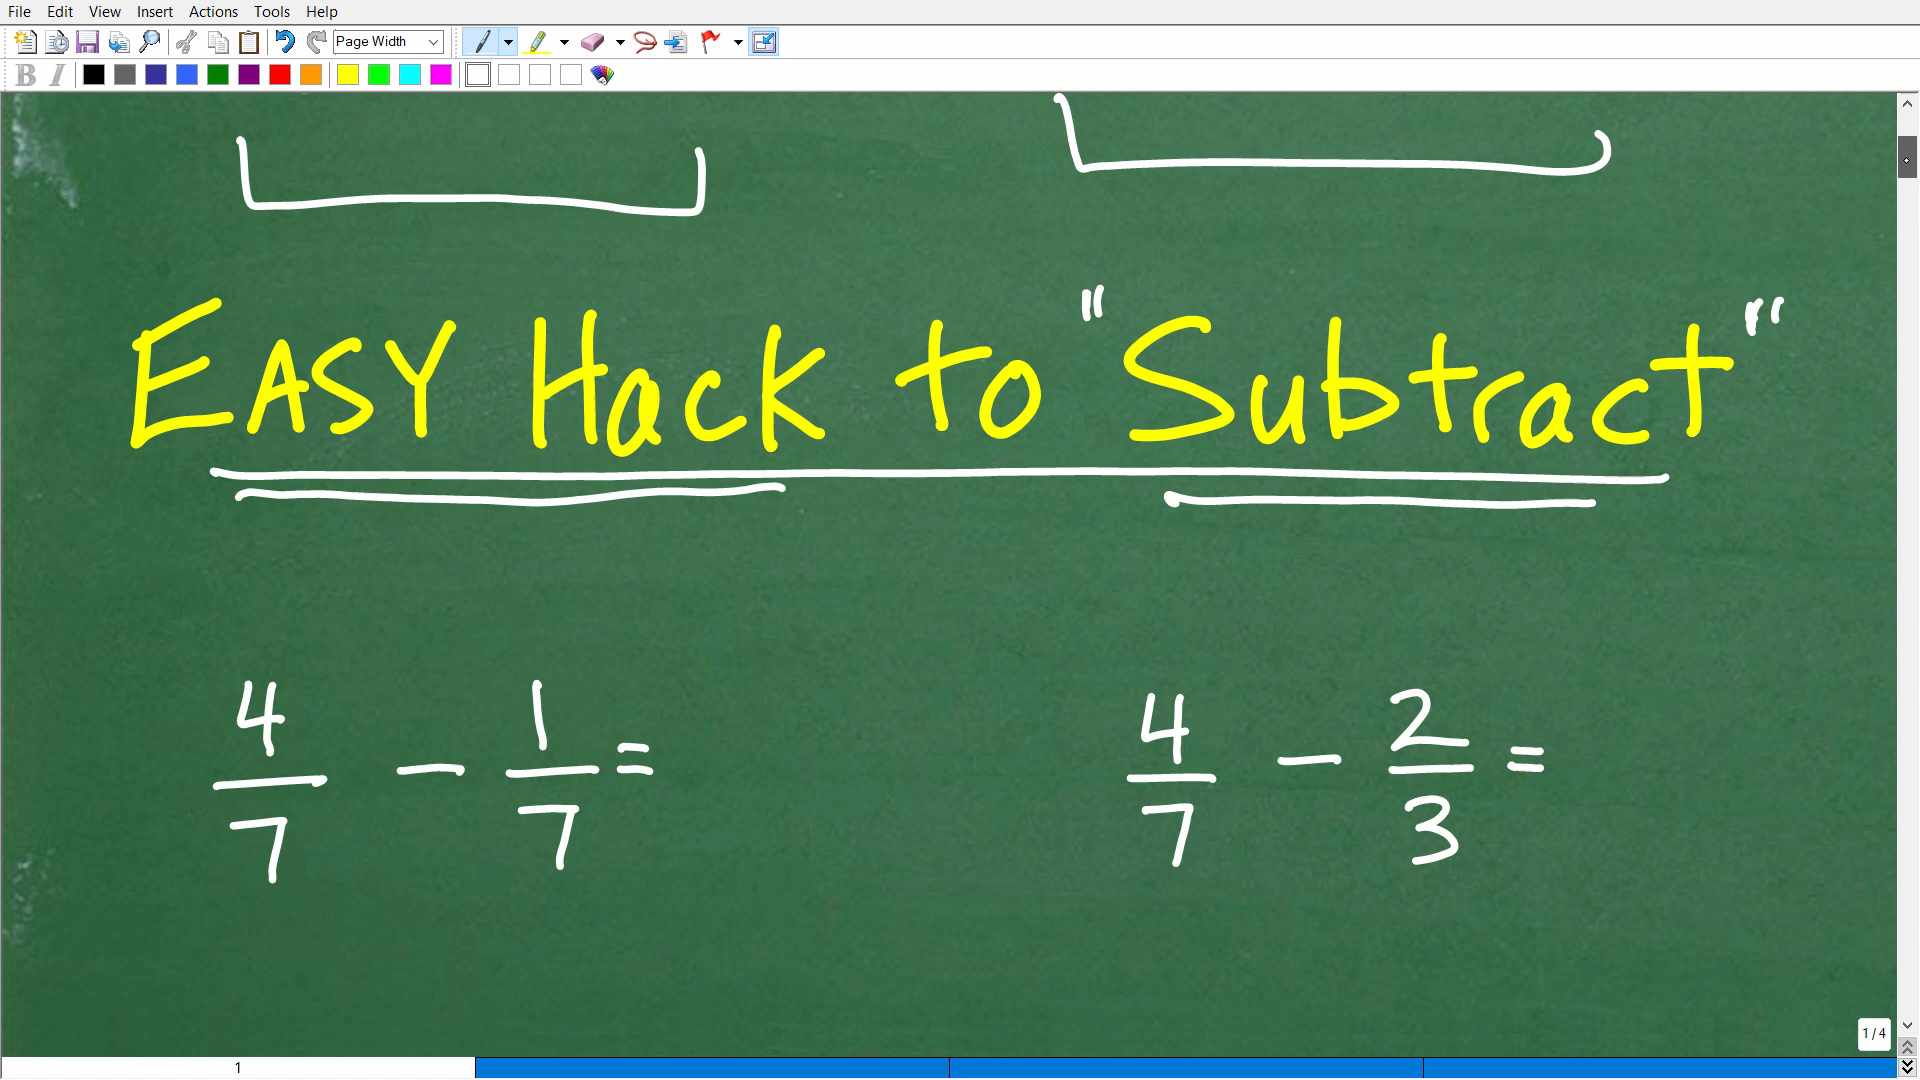 File Edit View Insert Actions Tools Help
Page Width
B I
EASY Hack to "Subtract"
4/7 - 1/7 =
4/7 - 2/3 =
1 / 4
1